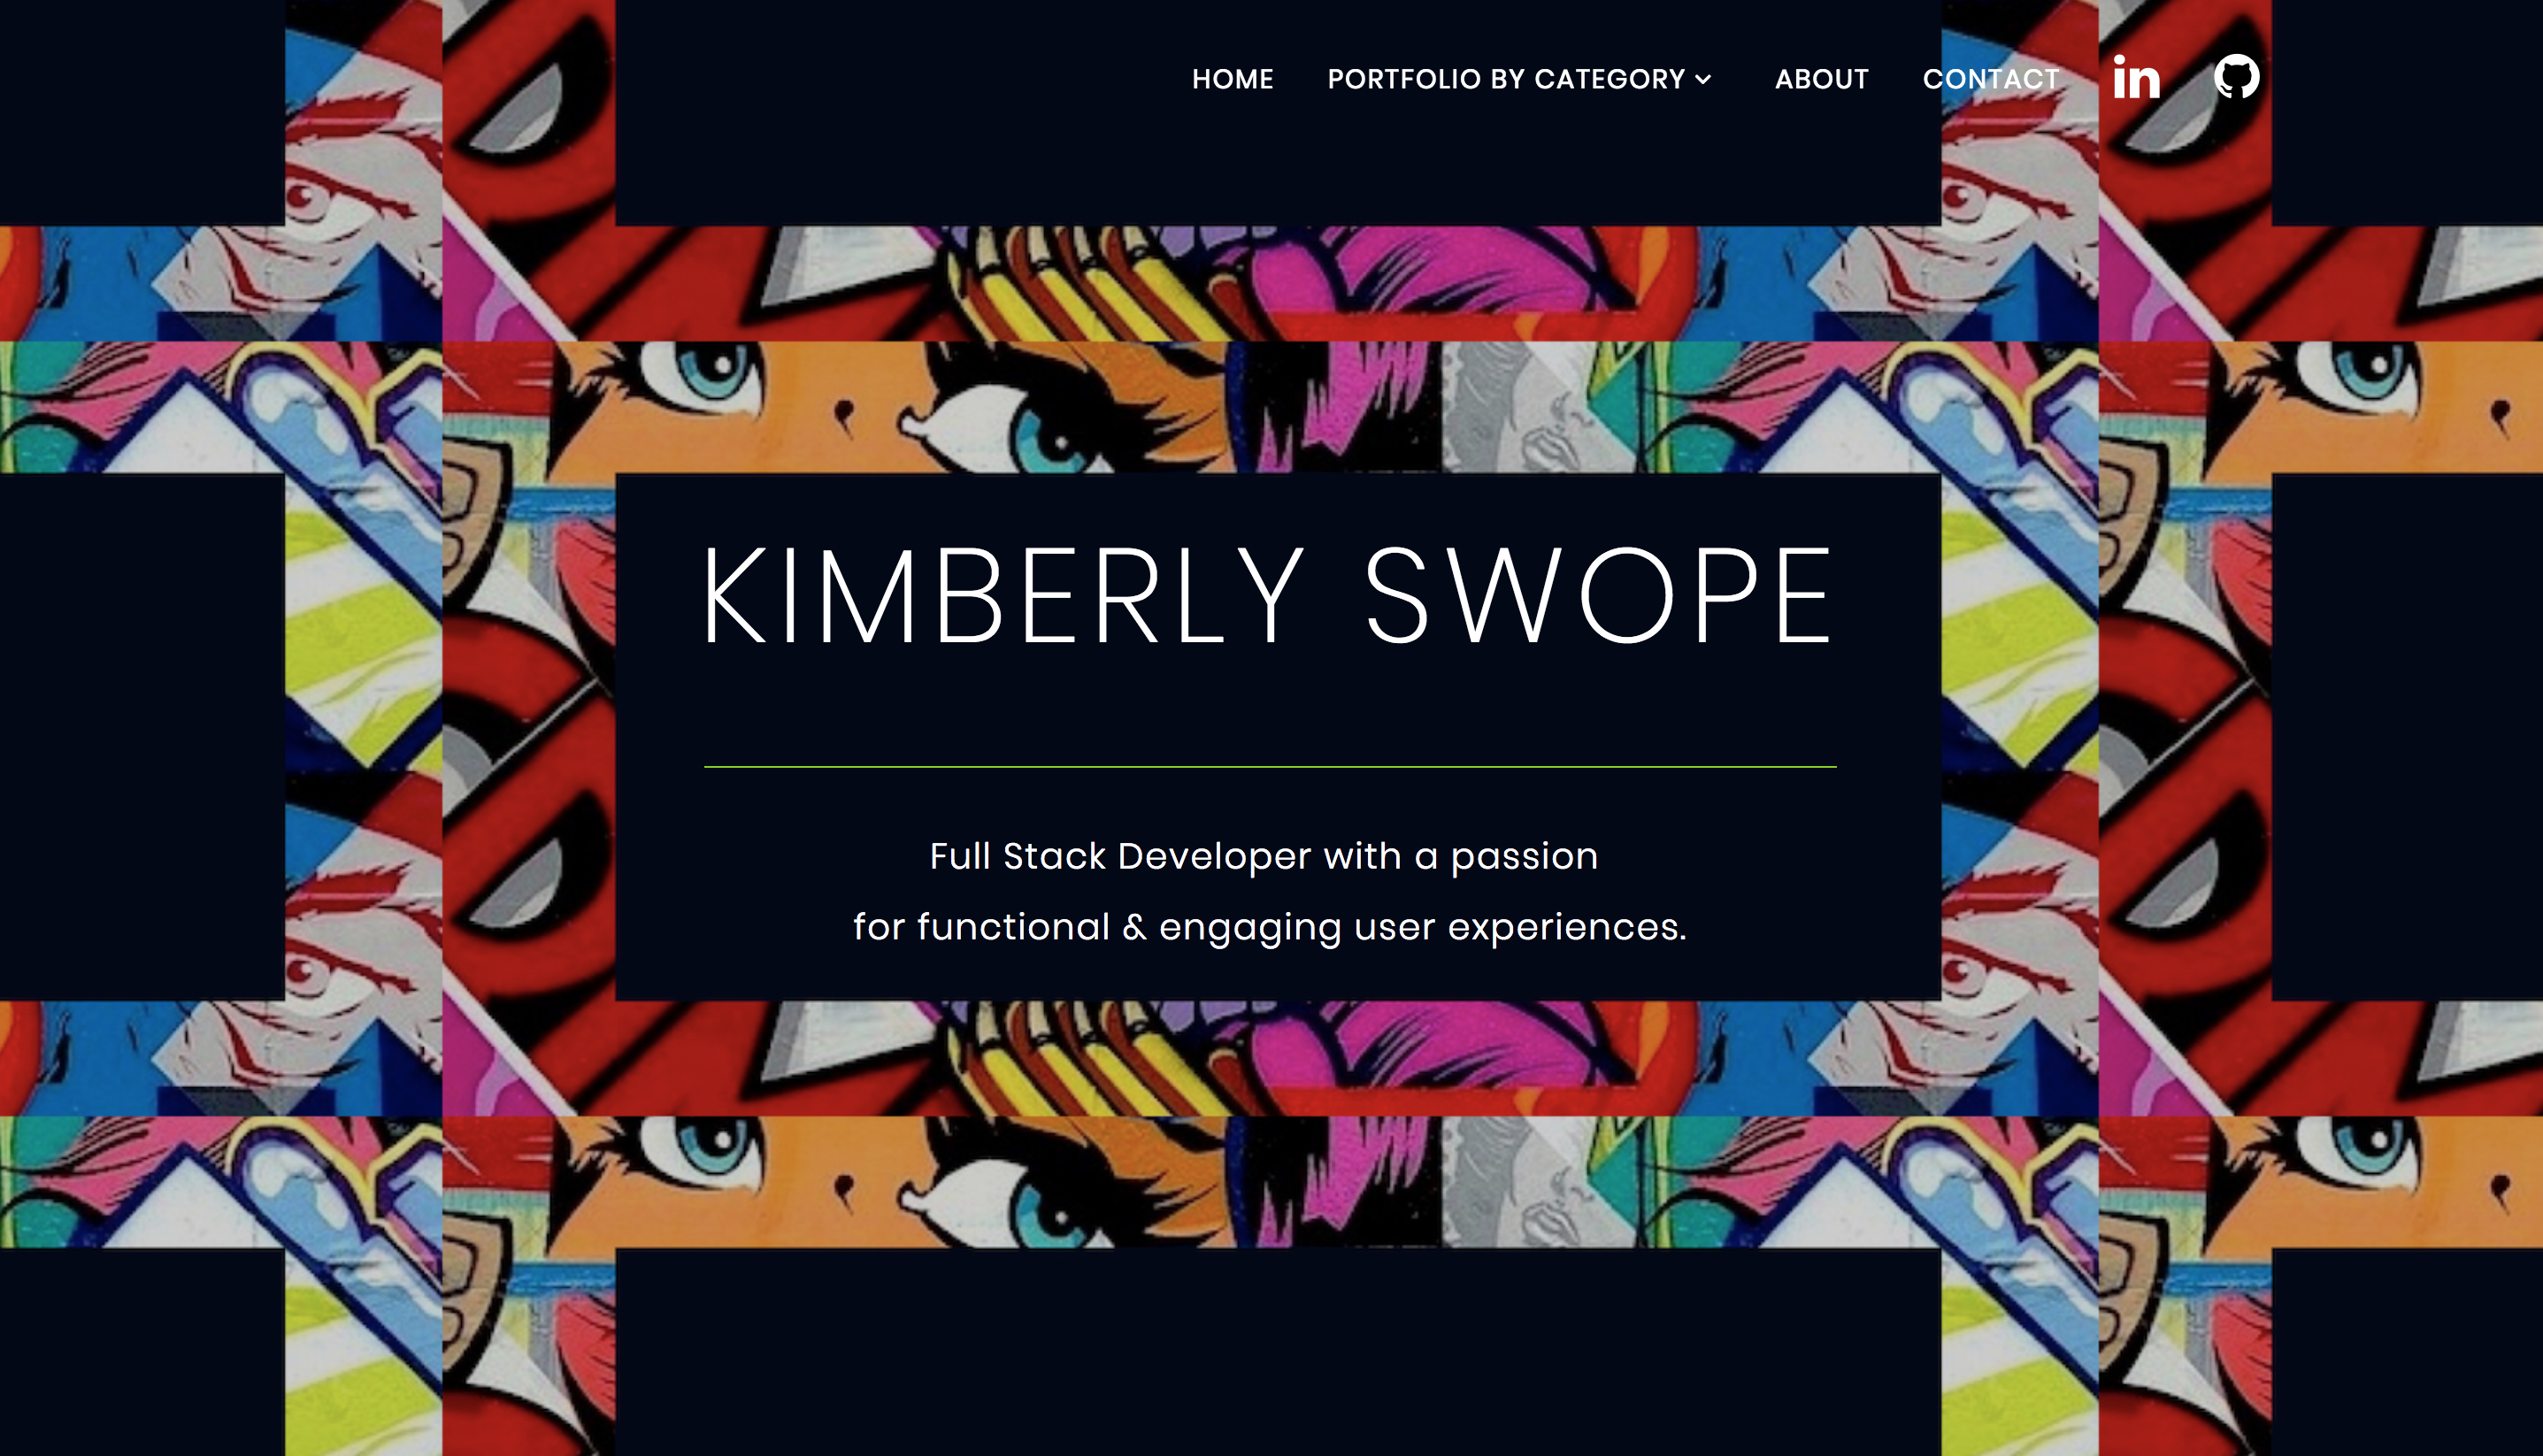 HOME PORTFOLIO BY CATEGORY ABOUT CONTACT in
KIMBERLY SWOPE
Full Stack Developer with a passion
for functional & engaging user experiences.